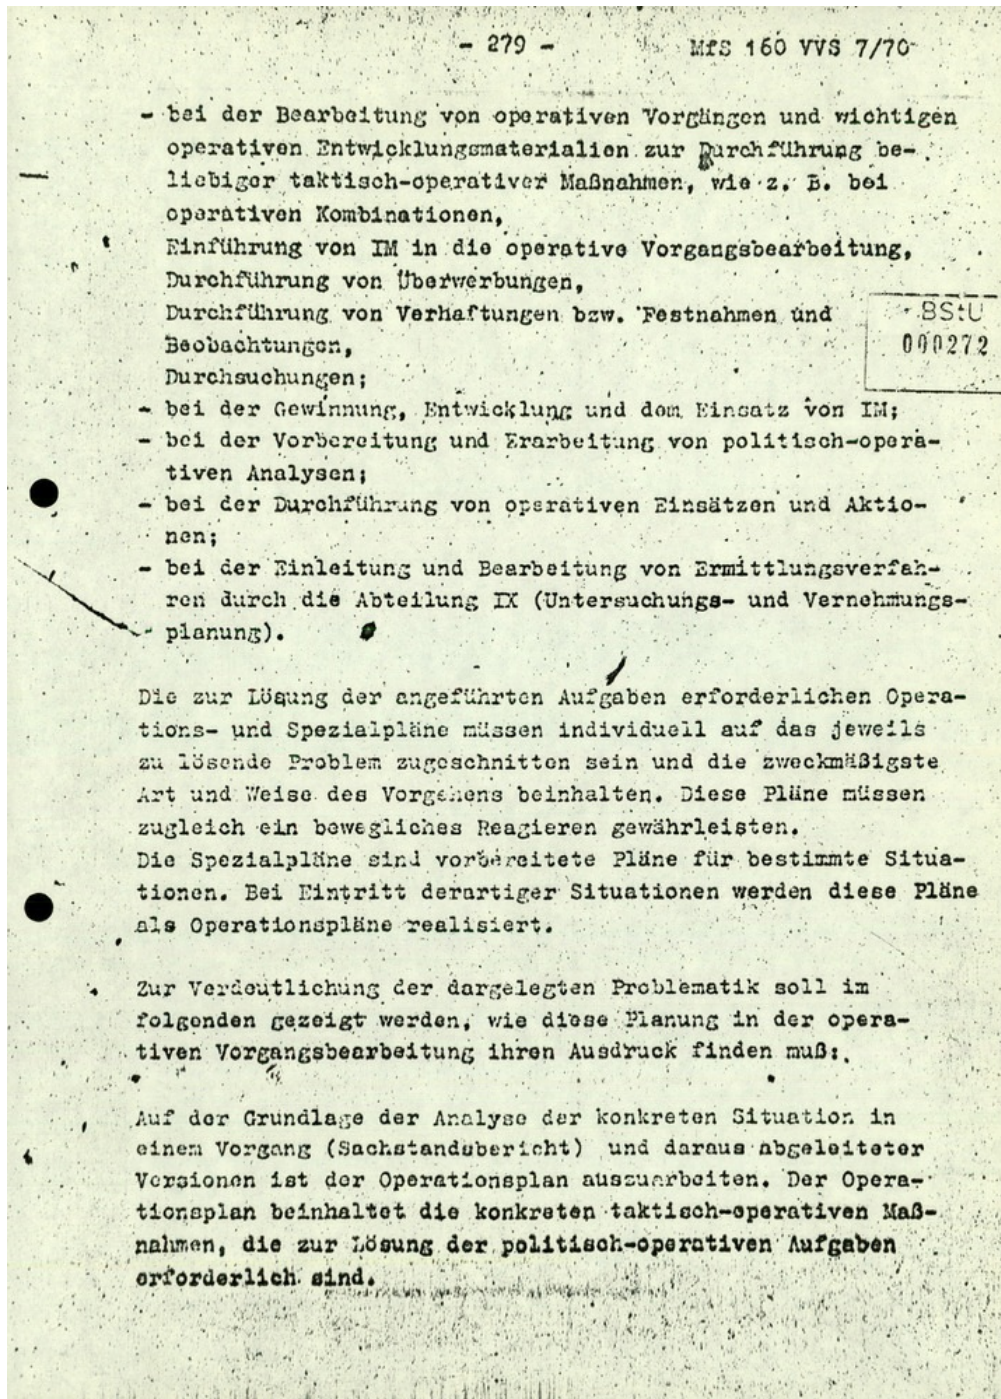 - 279 -
MfS 160 VVS 7/70
- bei der Bearbeitung von operativen Vorgängen und wichtigen
operativen Entwicklungsmaterialien zur Durchführung be-
liebiger taktisch-operativer Maßnahmen, wie z. B. bei
operativen Kombinationen,
Einführung von IM in die operative Vorgangsbearbeitung,
Durchführung von Überwerbungen,
Durchführung von Verhaftungen bzw. Festnahmen und
Beobachtungen,
Durchsuchungen;
BStU
000272
- bei der Gewinnung, Entwicklung und dem Einsatz von IM;
- bei der Vorbereitung und Erarbeitung von politisch-opera-
tiven Analysen;
- bei der Durchführung von operativen Einsätzen und Aktio-
nen;
- bei der Einleitung und Bearbeitung von Ermittlungsverfah-
ren durch die Abteilung IX (Untersuchungs- und Vernehmungs-
planung).
Die zur Lösung der angeführten Aufgaben erforderlichen Opera-
tions- und Spezialpläne müssen individuell auf das jeweils
zu lösende Problem zugeschnitten sein und die zweckmäßigste
Art und Weise des Vorgehens beinhalten. Diese Pläne müssen
zugleich ein bewegliches Reagieren gewährleisten.
Die Spezialpläne sind vorbereitete Pläne für bestimmte Situa-
tionen. Bei Eintritt derartiger Situationen werden diese Pläne
als Operationspläne realisiert.
Zur Verdeutlichung der dargelegten Problematik soll im
folgenden gezeigt werden, wie diese Planung in der opera-
tiven Vorgangsbearbeitung ihren Ausdruck finden muß:
Auf der Grundlage der Analyse der konkreten Situation in
einem Vorgang (Sachstandsbericht) und daraus abgeleiteter
Versionen ist der Operationsplan auszuarbeiten. Der Opera-
tionsplan beinhaltet die konkreten taktisch-operativen Maß-
nahmen, die zur Lösung der politisch-operativen Aufgaben
erforderlich sind.